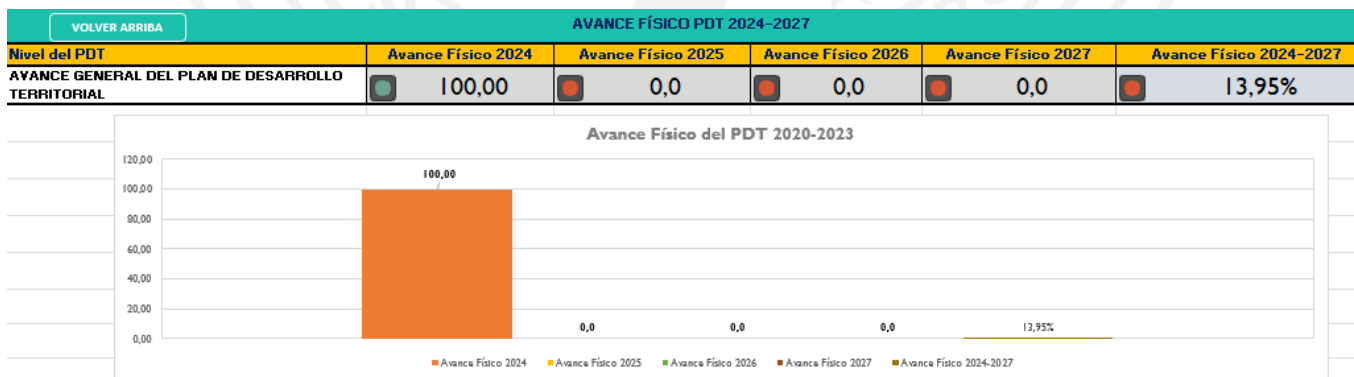 VOLVER ARRIBA
AVANCE FÍSICO PDT 2024-2027
Nivel del PDT Avance Físico 2024 Avance Físico 2025 Avance Físico 2026 Avance Físico 2027 Avance Físico 2024-2027
AVANCE GENERAL DEL PLAN DE DESARROLLO
TERRITORIAL
100,00 0,0 0,0 0,0 13,95%
Avance Físico del PDT 2020-2023
120,00
100,00
80,00
60,00
40,00
20,00
0,00
100,00
0,0 0,0 0,0 13,95%
Avance Físico 2024 Avance Físico 2025 Avance Físico 2026 Avance Físico 2027 Avance Físico 2024-2027